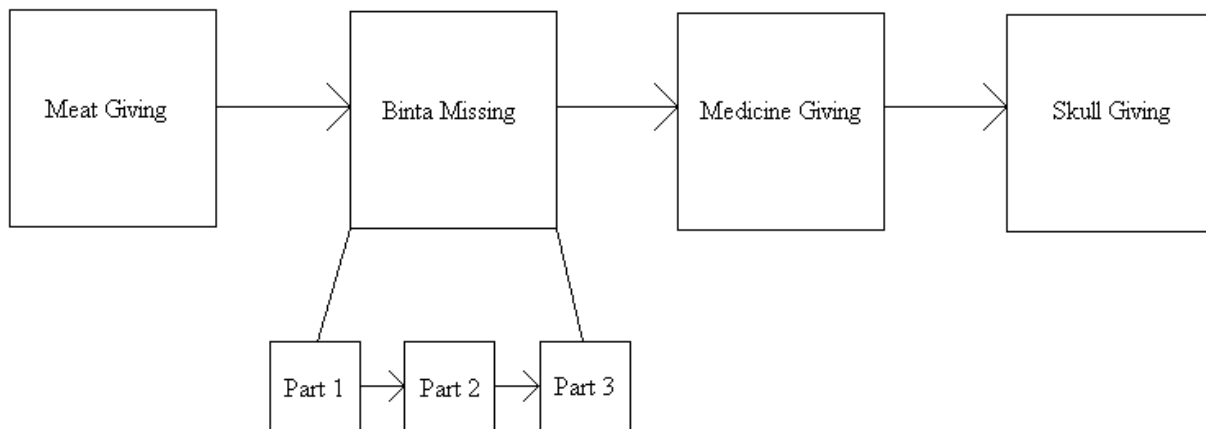 Meat Giving
Binta Missing
Medicine Giving
Skull Giving
Part 1
Part 2
Part 3